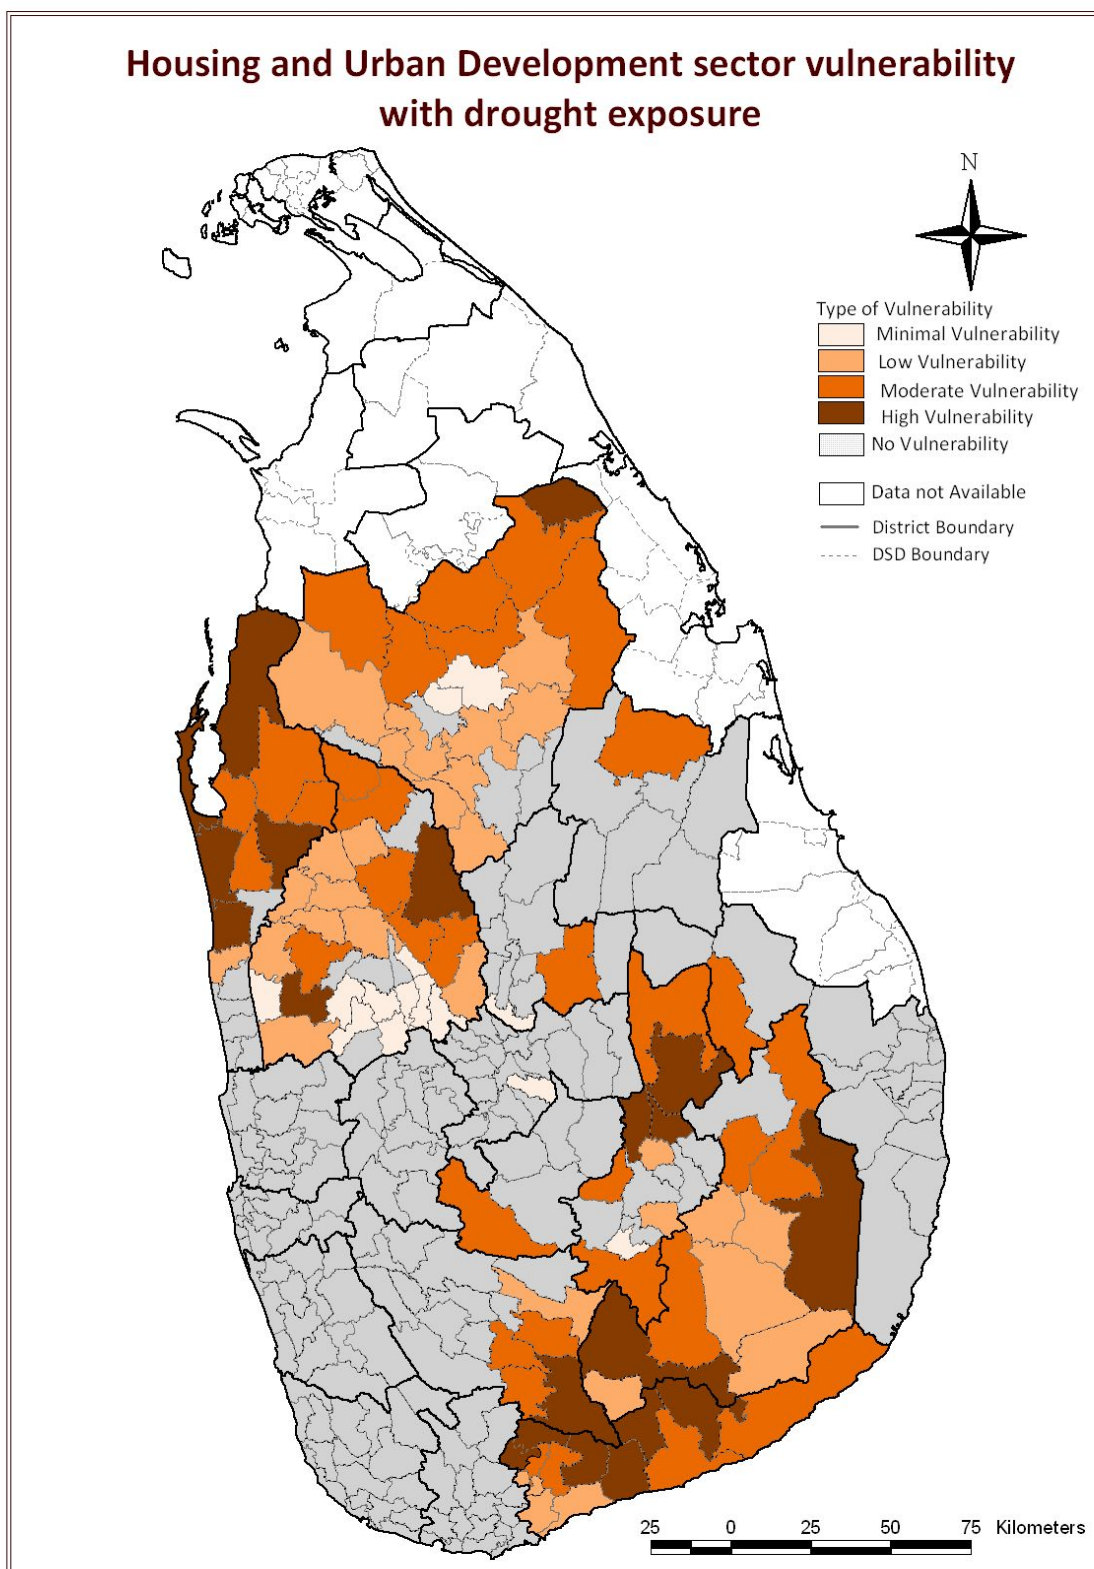 Housing and Urban Development sector vulnerability
with drought exposure
N
Type of Vulnerability
Minimal Vulnerability
Low Vulnerability
Moderate Vulnerability
High Vulnerability
No Vulnerability
Data not Available
District Boundary
DSD Boundary
25 0 25 50 75 Kilometers